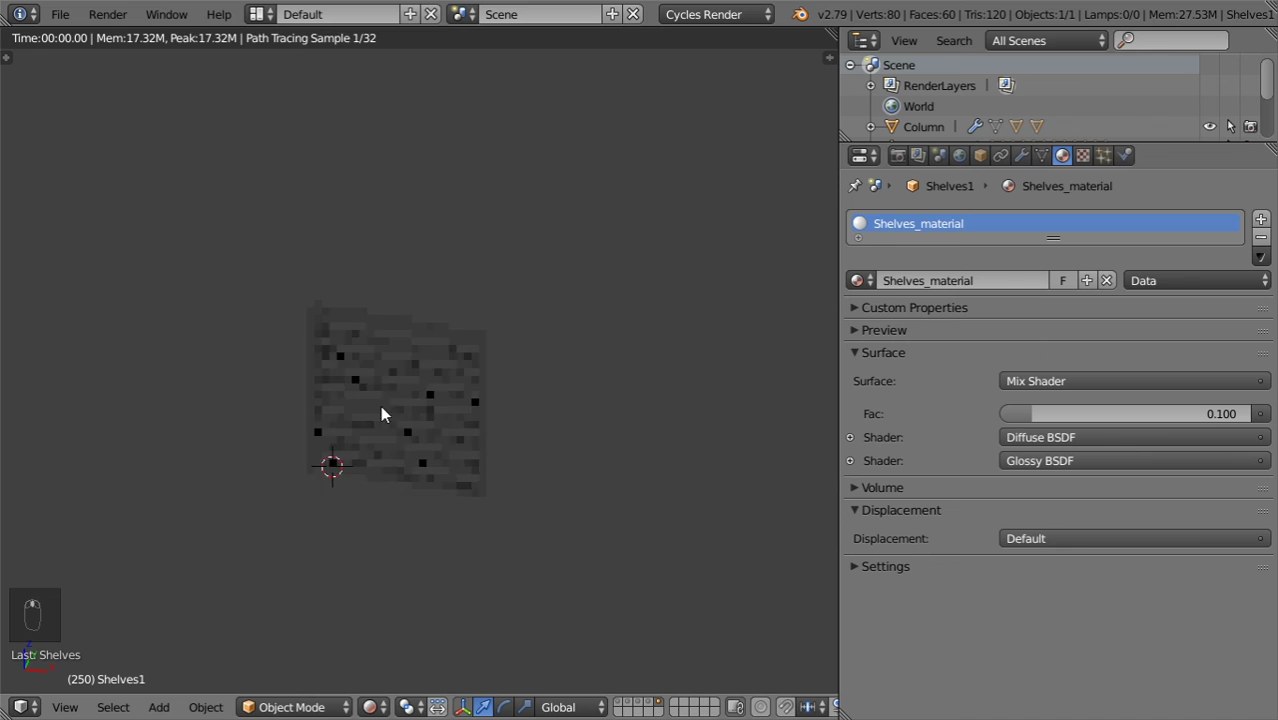 File Render Window Help Default Scene Cycles Render v2.79 | Verts:80 | Faces:60 | Tris:120 | Objects:1/1 | Lamps:0/0 | Mem:27.53M | Shelves1
Time:00:00.00 | Mem:17.32M, Peak:17.32M | Path Tracing Sample 1/32
View Search All Scenes
Scene
RenderLayers |
World
Column |
Shelves1 Shelves_material
Shelves_material
Shelves_material F Data
Custom Properties
Preview
Surface
Surface: Mix Shader
Fac: 0.100
Shader: Diffuse BSDF
Shader: Glossy BSDF
Volume
Displacement
Displacement: Default
Settings
Last: Shelves
(250) Shelves1
View Select Add Object Object Mode Global